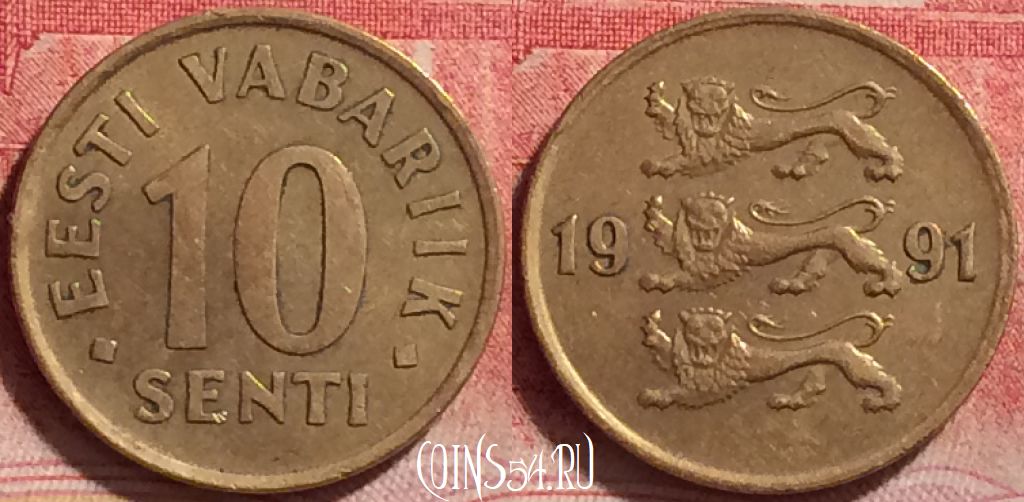 EESTI VABARIIK
10
SENTI
19 91
COINS54.RU